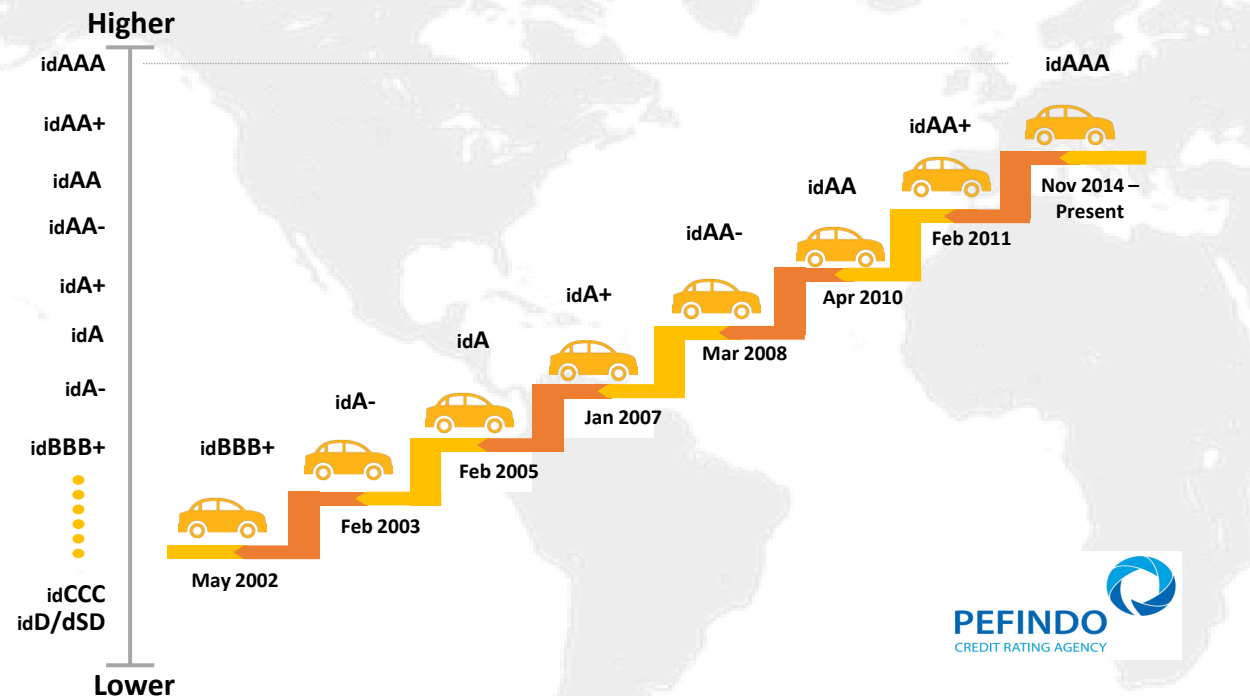 Higher
idAAA
idAA+
idAA
idAA-
idA+
idA
idA-
idBBB+
idCCC
idD/dSD
Lower
idBBB+
May 2002
idA-
Feb 2003
idA
Feb 2005
idA+
Jan 2007
idAA-
Mar 2008
idAA
Apr 2010
idAA+
Feb 2011
idAAA
Nov 2014 –
Present
PEFINDO
CREDIT RATING AGENCY